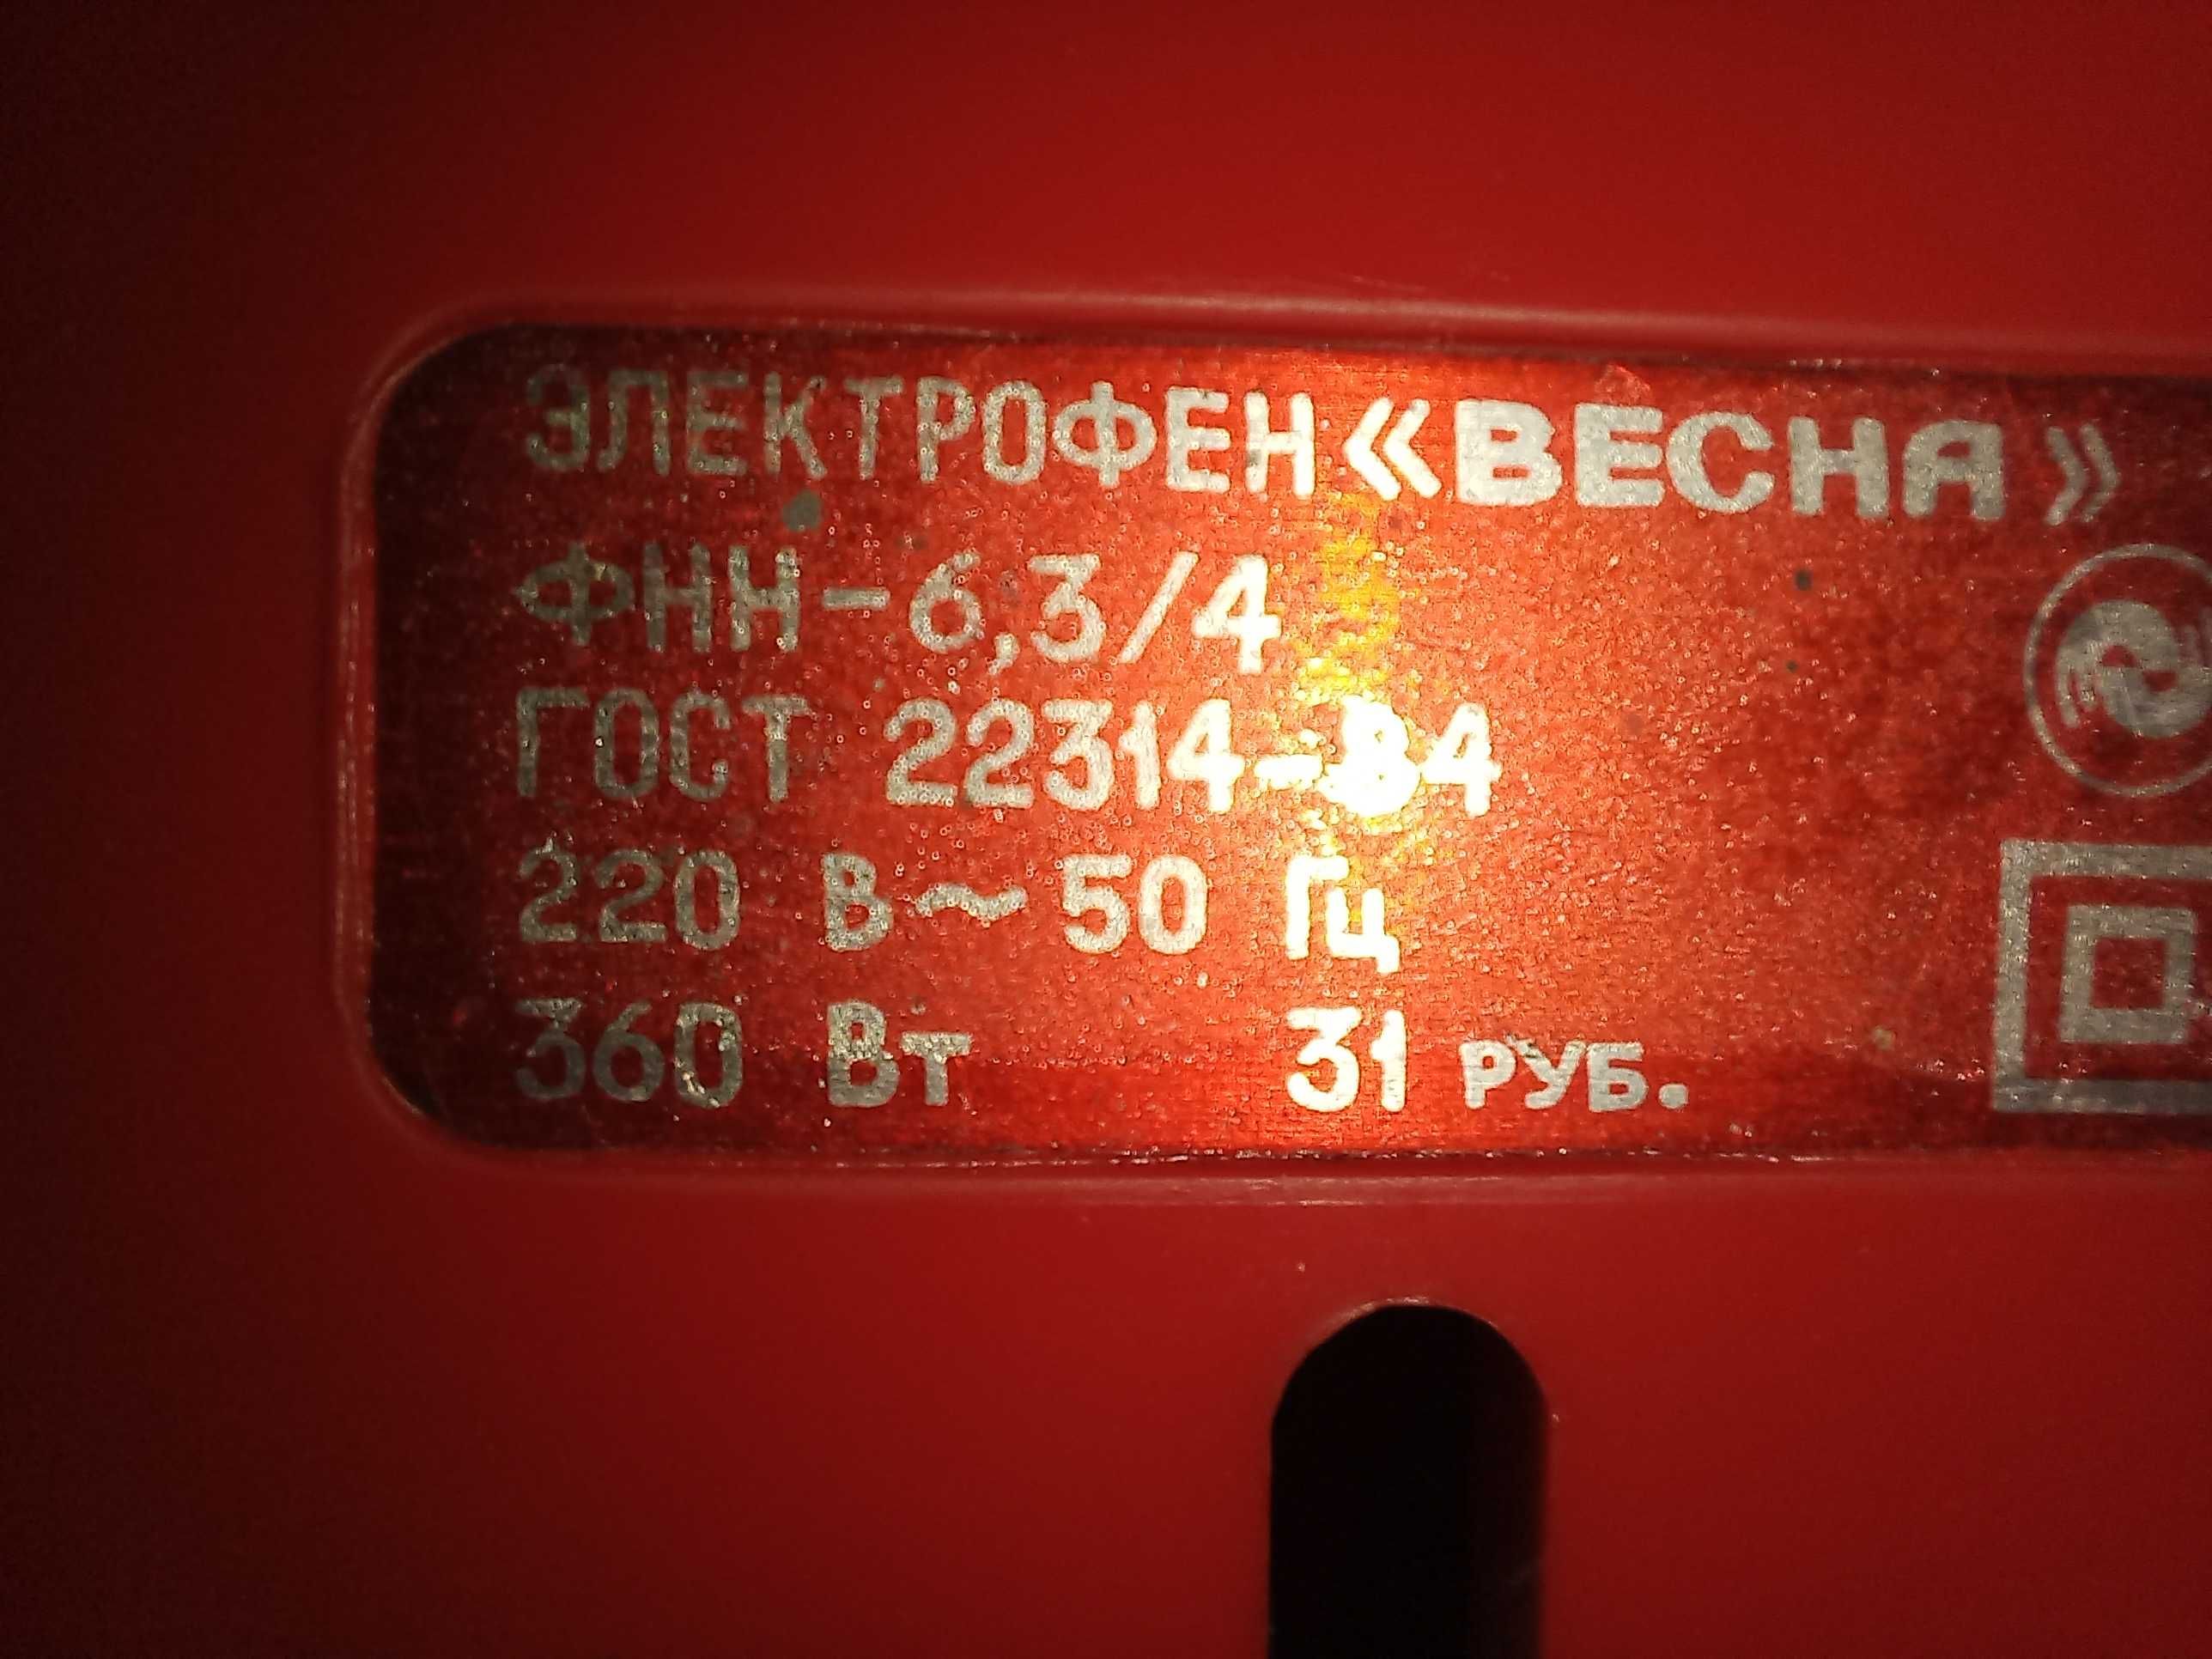 ЭЛЕКТРОФЕН «ВЕСНА»
ФНН-6,3/4
ГОСТ 22314-84
220 В~50 Гц
360 Вт 31 РУБ.